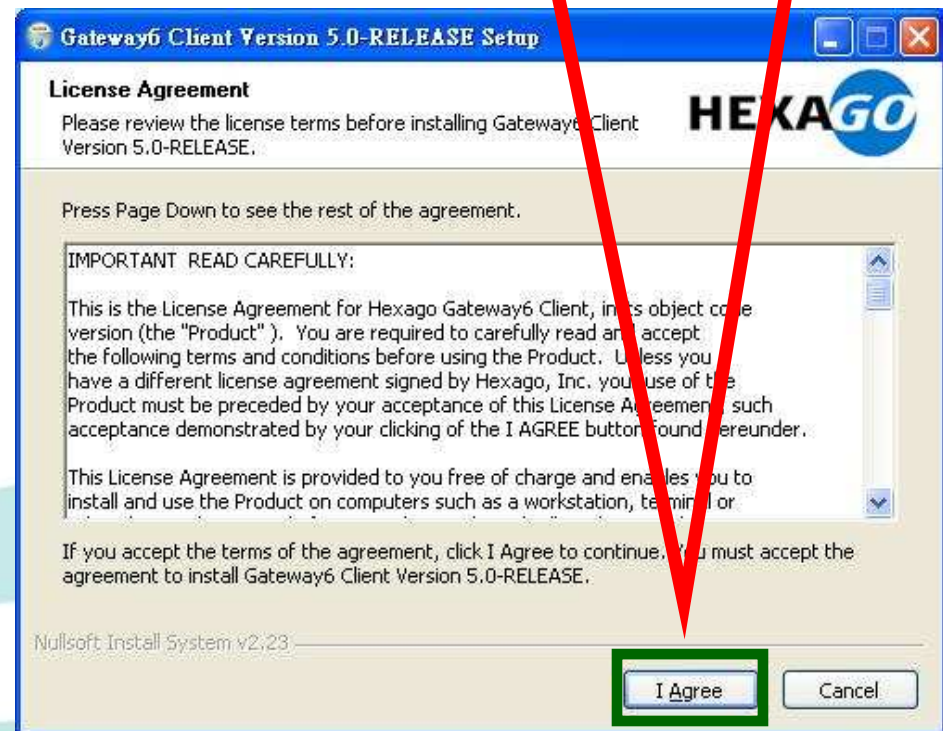 Gateway6 Client Version 5.0-RELEASE Setup
License Agreement
Please review the license terms before installing Gateway6 Client
Version 5.0-RELEASE.
HEXAGO
Press Page Down to see the rest of the agreement.
IMPORTANT READ CAREFULLY:
This is the License Agreement for Hexago Gateway6 Client, in its object code
version (the "Product" ). You are required to carefully read and accept
the following terms and conditions before using the Product. Unless you
have a different license agreement signed by Hexago, Inc. your use of the
Product must be preceded by your acceptance of this License Agreement, such
acceptance demonstrated by your clicking of the I AGREE button found hereunder.
This License Agreement is provided to you free of charge and enables you to
install and use the Product on computers such as a workstation, terminal or
If you accept the terms of the agreement, click I Agree to continue. You must accept the
agreement to install Gateway6 Client Version 5.0-RELEASE.
Nullsoft Install System v2.23
I Agree
Cancel